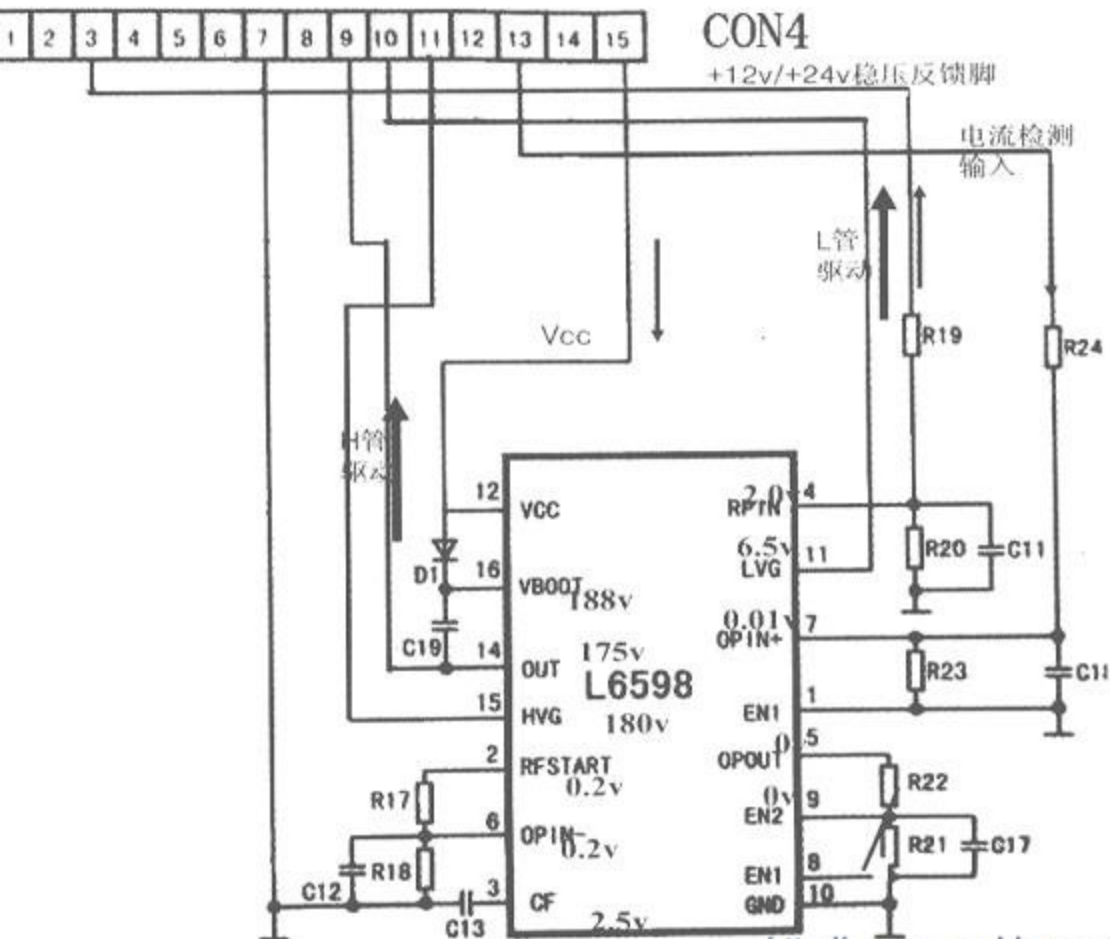 1 2 3 4 5 6 7 8 9 10 11 12 13 14 15
CON4
+12v/+24v稳压反馈脚
电流检测
输入
L管
驱动
Vcc
R19
R24
H管
驱动
12
VCC
2.0v
4
RPIN
R20
C11
6.5v
11
LVG
D1
16
VBOOT
188v
0.01v
7
OPIN+
C19
14
OUT
175v
L6598
R23
15
HVG
180v
EN1
1
2
RFSTART
0.2v
0
5
OPOUT
R22
R17
0v
9
EN2
6
OPIN-
0.2v
R21
C17
R18
C12
8
EN1
3
CF
10
GND
C13
2.5v